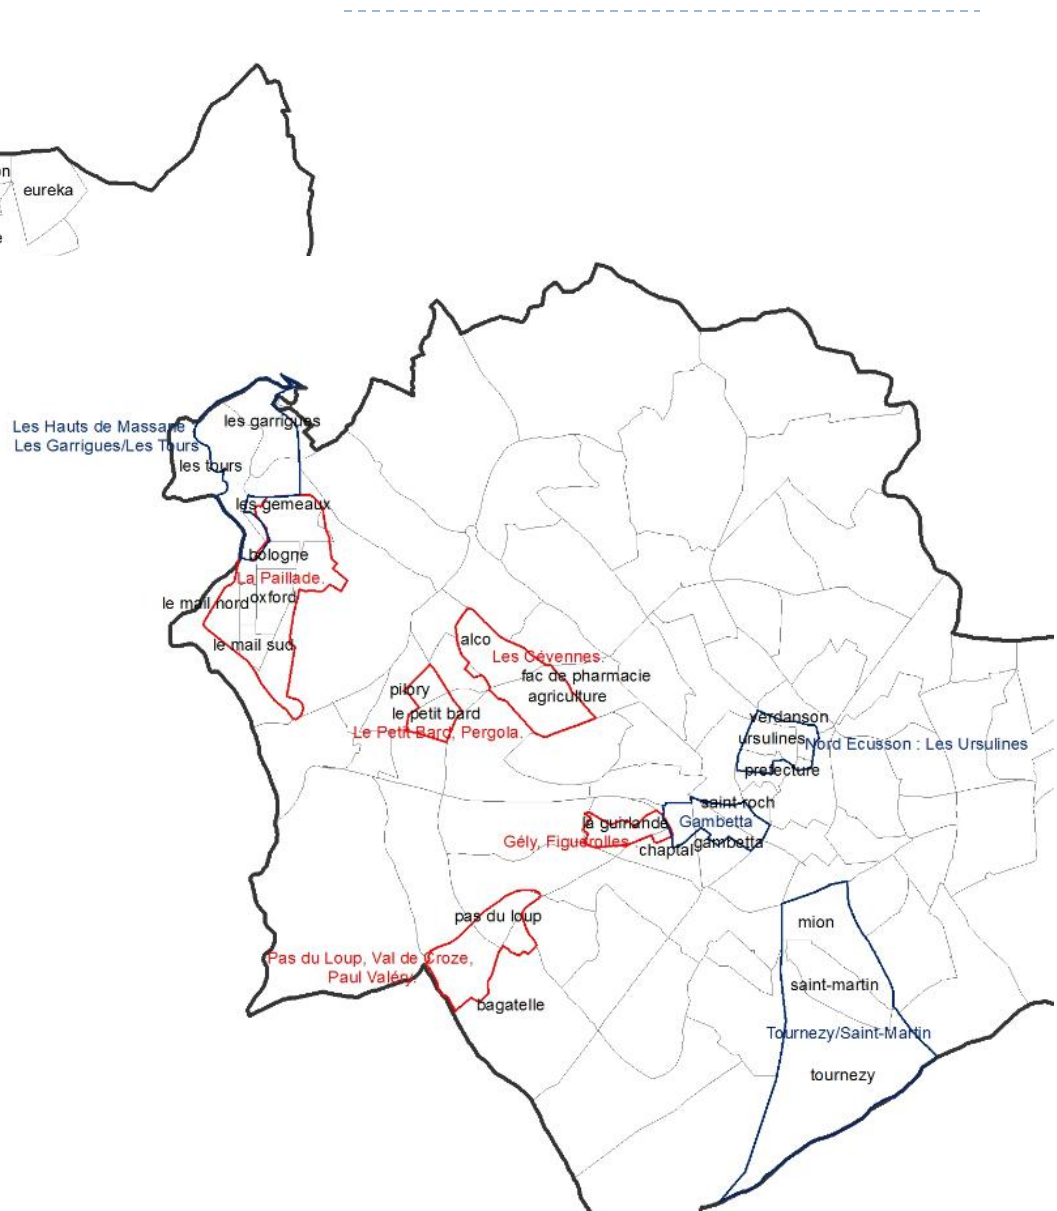 on
eureka
e
les garrigues
Les Hauts de Massane
Les Garrigues/Les Tours
les tours
les gemeaux
bologne
La Paillade.
oxford
le mail nord
le mail sud
alco
Les Cévennes.
fac de pharmacie
pilory
agriculture
le petit bard
Le Petit Bard, Pergola.
verdanson
ursulines
Nord Ecusson : Les Ursulines
prefecture
saint-roch
la guirlande
Gambetta
Gély, Figuerolles.
chaptal
gambetta
pas du loup
mion
Pas du Loup, Val de Croze,
Paul Valéry.
saint-martin
bagatelle
Tournezy/Saint-Martin
tournezy